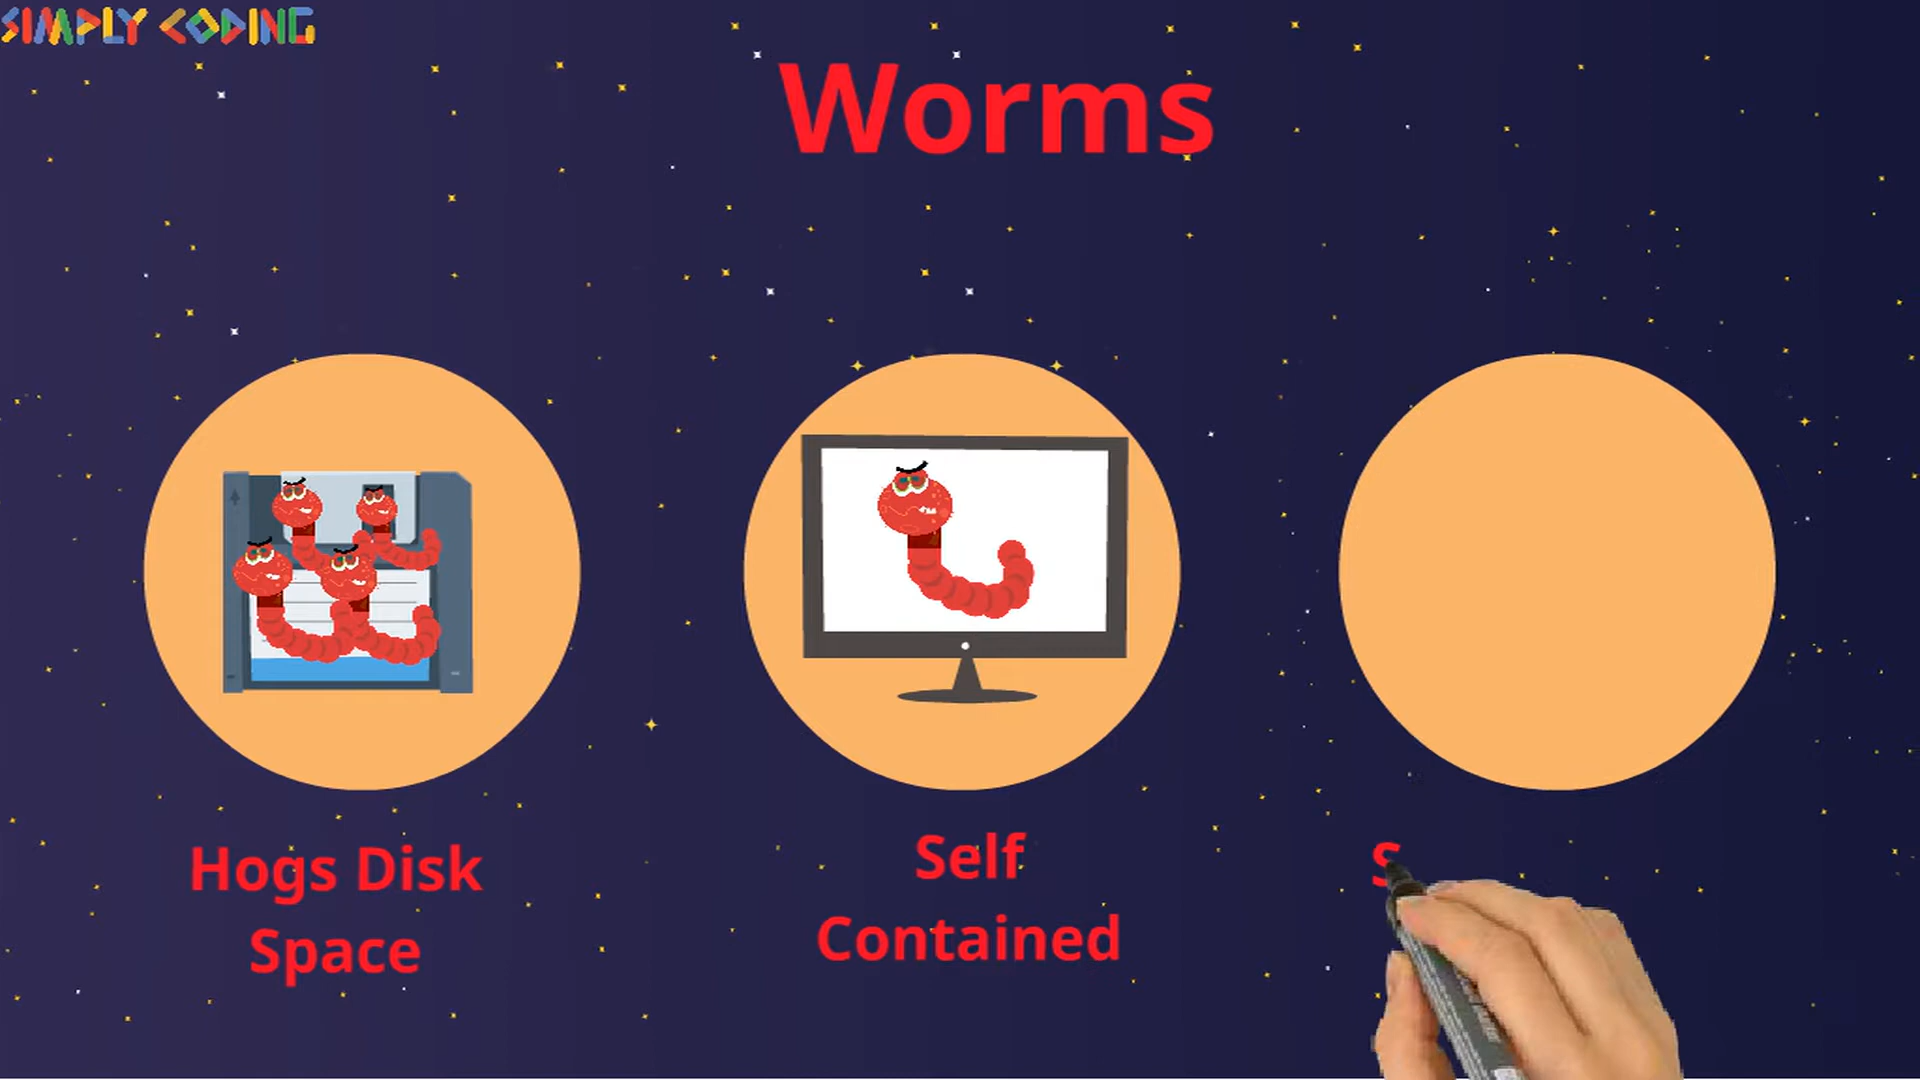 SIMPLY CODING
Worms
Hogs Disk
Space
Self
Contained
S